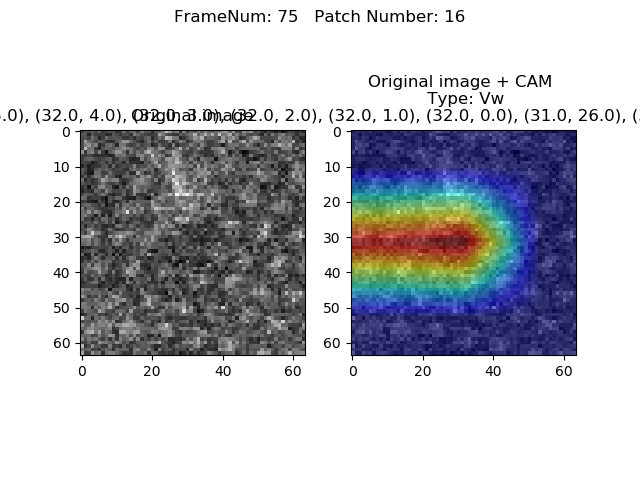 FrameNum: 75   Patch Number: 16
Original image + CAM
Type: Vw
.0), (32.0, 4.0), (32.0, 3.0), (32.0, 2.0), (32.0, 1.0), (32.0, 0.0), (31.0, 26.0), (3
Original image
0
10
20
30
40
50
60
0 20 40 60
0
10
20
30
40
50
60
0 20 40 60